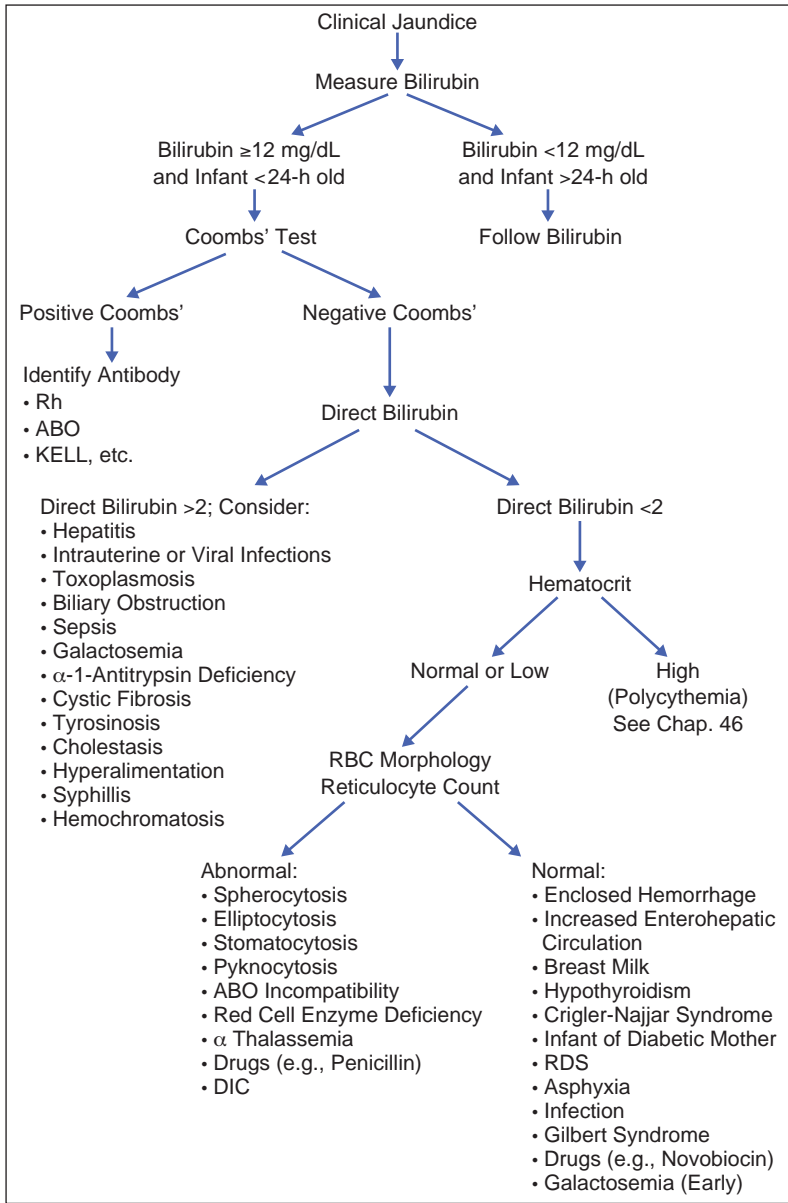 Clinical Jaundice
Measure Bilirubin
Bilirubin ≥12 mg/dL
and Infant <24-h old
Bilirubin <12 mg/dL
and Infant >24-h old
Coombs' Test
Follow Bilirubin
Positive Coombs'
Negative Coombs'
Identify Antibody
• Rh
• ABO
• KELL, etc.
Direct Bilirubin
Direct Bilirubin >2; Consider:
• Hepatitis
• Intrauterine or Viral Infections
• Toxoplasmosis
• Biliary Obstruction
• Sepsis
• Galactosemia
• α-1-Antitrypsin Deficiency
• Cystic Fibrosis
• Tyrosinosis
• Cholestasis
• Hyperalimentation
• Syphillis
• Hemochromatosis
Direct Bilirubin <2
Hematocrit
Normal or Low
High
(Polycythemia)
See Chap. 46
RBC Morphology
Reticulocyte Count
Abnormal:
• Spherocytosis
• Elliptocytosis
• Stomatocytosis
• Pyknocytosis
• ABO Incompatibility
• Red Cell Enzyme Deficiency
• α Thalassemia
• Drugs (e.g., Penicillin)
• DIC
Normal:
• Enclosed Hemorrhage
• Increased Enterohepatic
Circulation
• Breast Milk
• Hypothyroidism
• Crigler-Najjar Syndrome
• Infant of Diabetic Mother
• RDS
• Asphyxia
• Infection
• Gilbert Syndrome
• Drugs (e.g., Novobiocin)
• Galactosemia (Early)